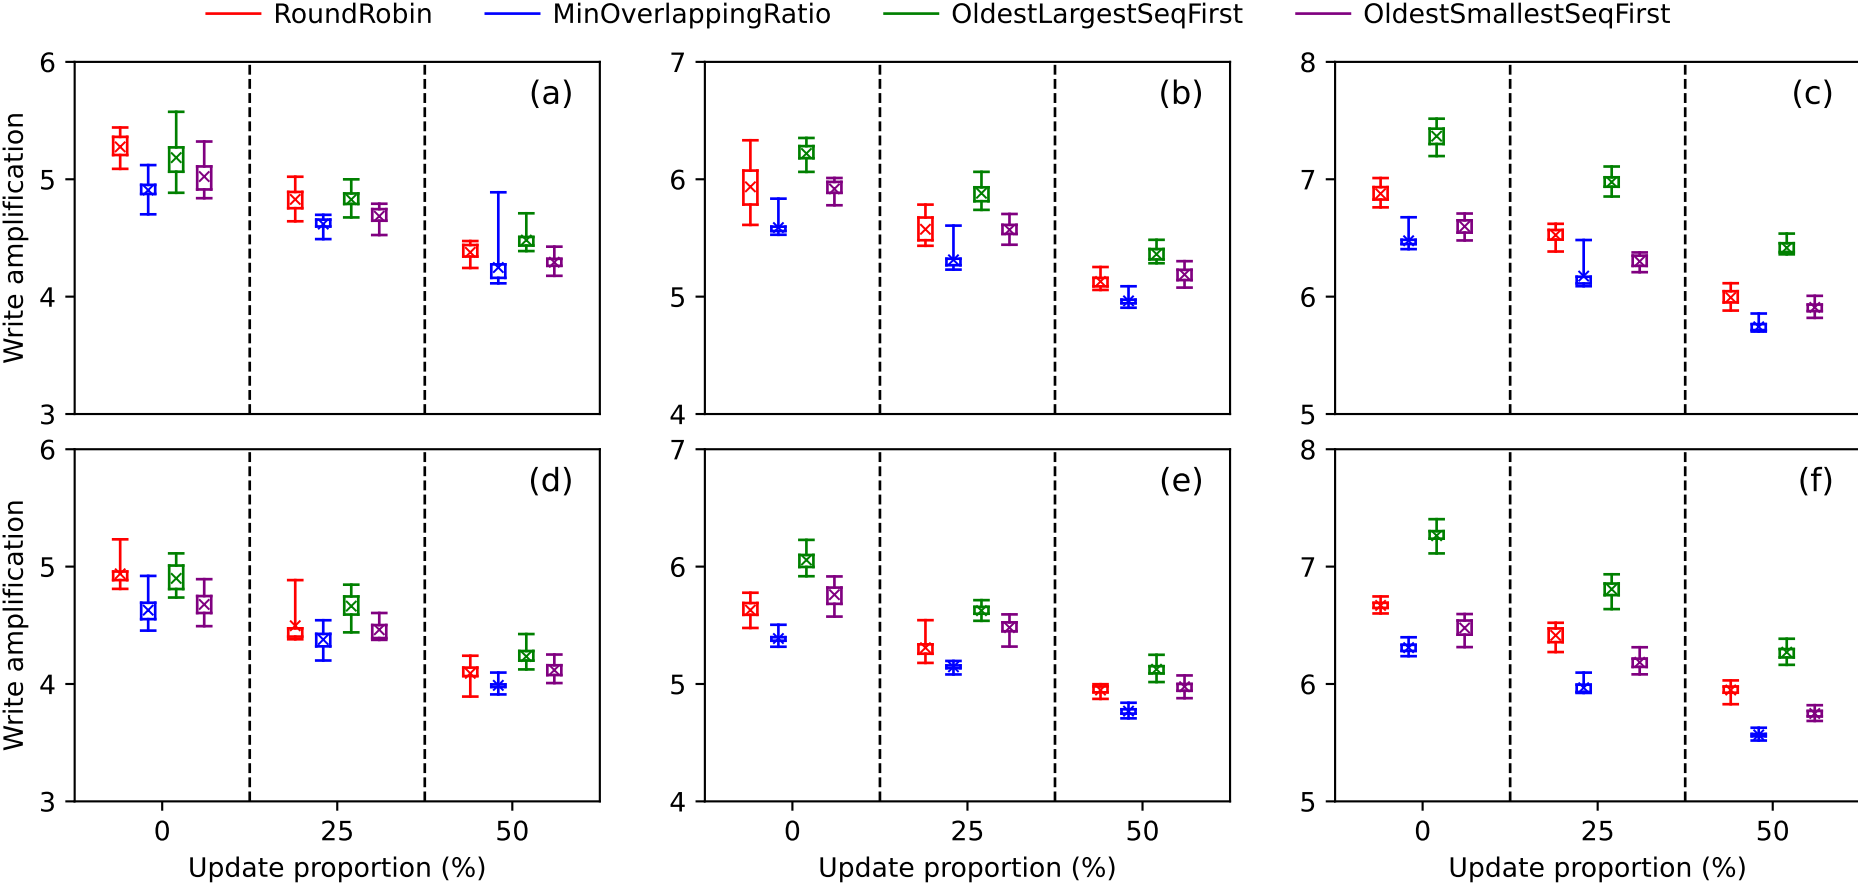 RoundRobin MinOverlappingRatio OldestLargestSeqFirst OldestSmallestSeqFirst
Write amplification
6
5
4
3
(a)
7
6
5
4
(b)
8
7
6
5
(c)
Write amplification
6
5
4
3
(d)
0 25 50
Update proportion (%)
7
6
5
4
(e)
0 25 50
Update proportion (%)
8
7
6
5
(f)
0 25 50
Update proportion (%)